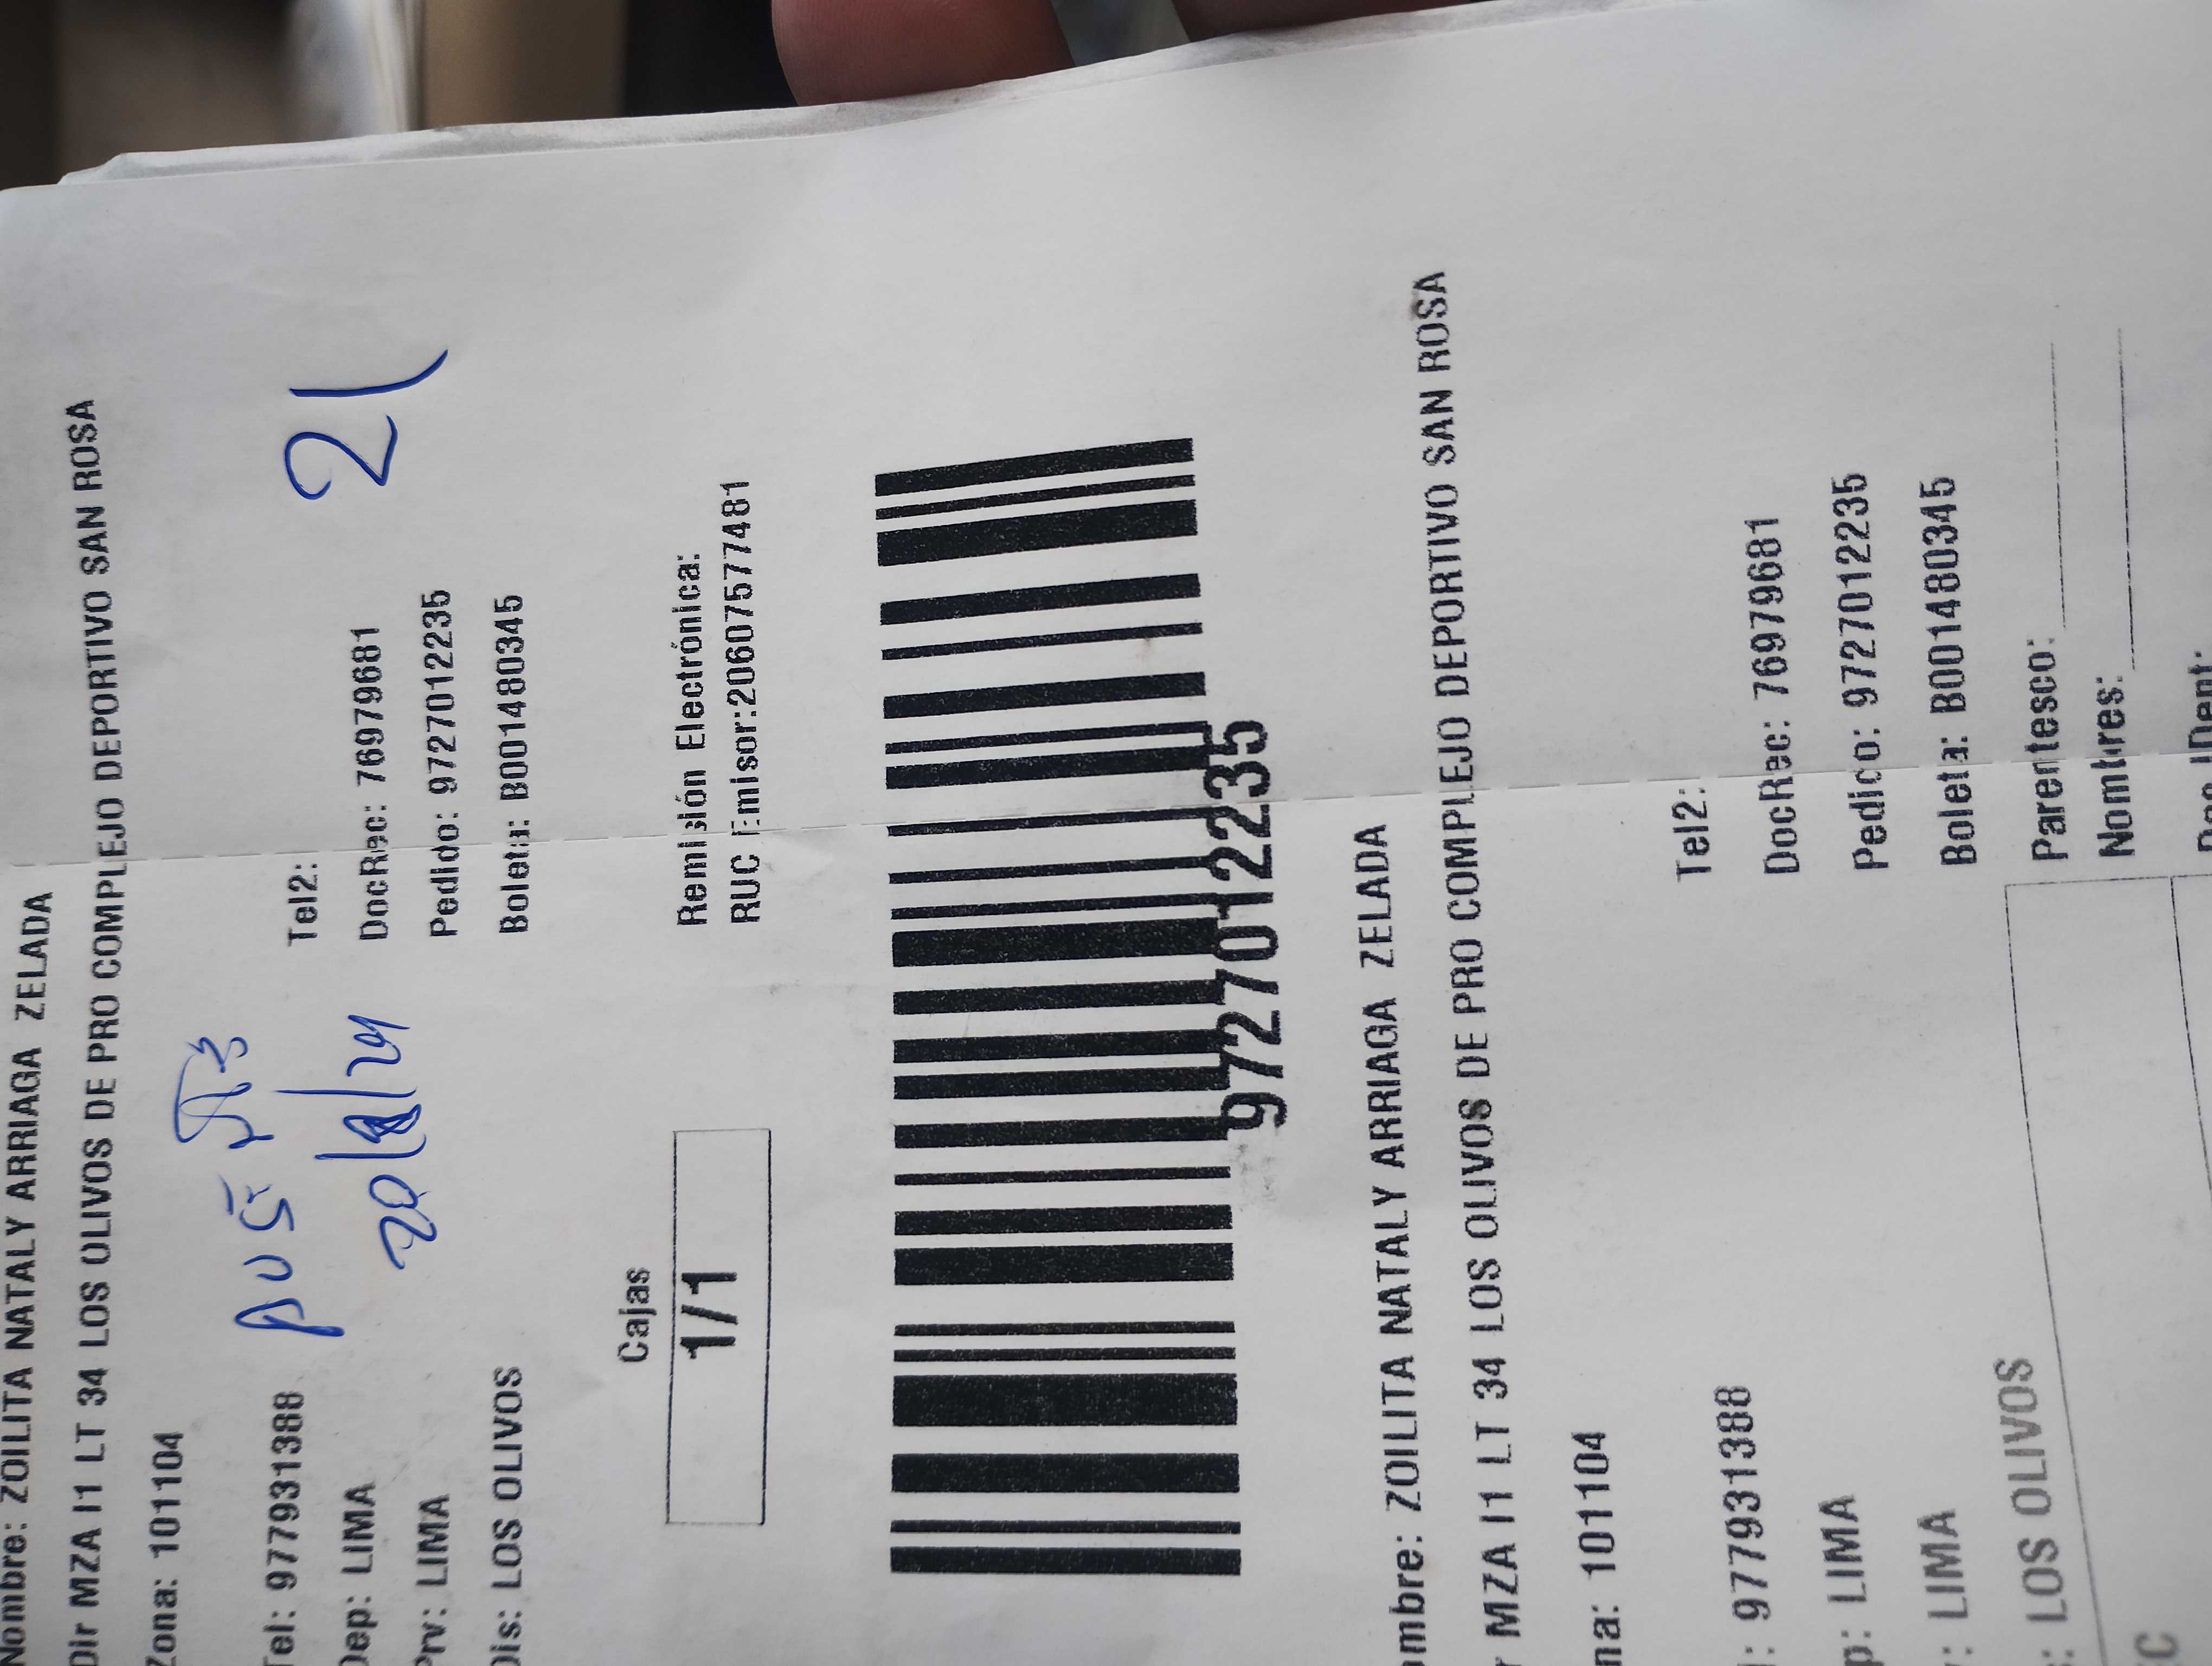 Nombre: ZOILITA NATALY ARRIAGA ZELADA
Dir MZA I1 LT 34 LOS OLIVOS DE PRO COMPLEJO DEPORTIVO SAN ROSA
Zona: 101104
Tel: 977931388 Tel2: 21
Dep: LIMA DocRec: 76979681
Prv: LIMA Pedido: 9727012235
Dis: LOS OLIVOS Boleta: B001480345
Cajas
1/1
Remisión Electrónica:
RUC Emisor:20607577481
9727012235
ombre: ZOILITA NATALY ARRIAGA ZELADA
r MZA I1 LT 34 LOS OLIVOS DE PRO COMPLEJO DEPORTIVO SAN ROSA
na: 101104
l: 977931388 Tel2:
p: LIMA DocRec: 76979681
v: LIMA Pedido: 9727012235
s: LOS OLIVOS Boleta: B001480345
Parentesco:
Nombres:
Doc IDent: